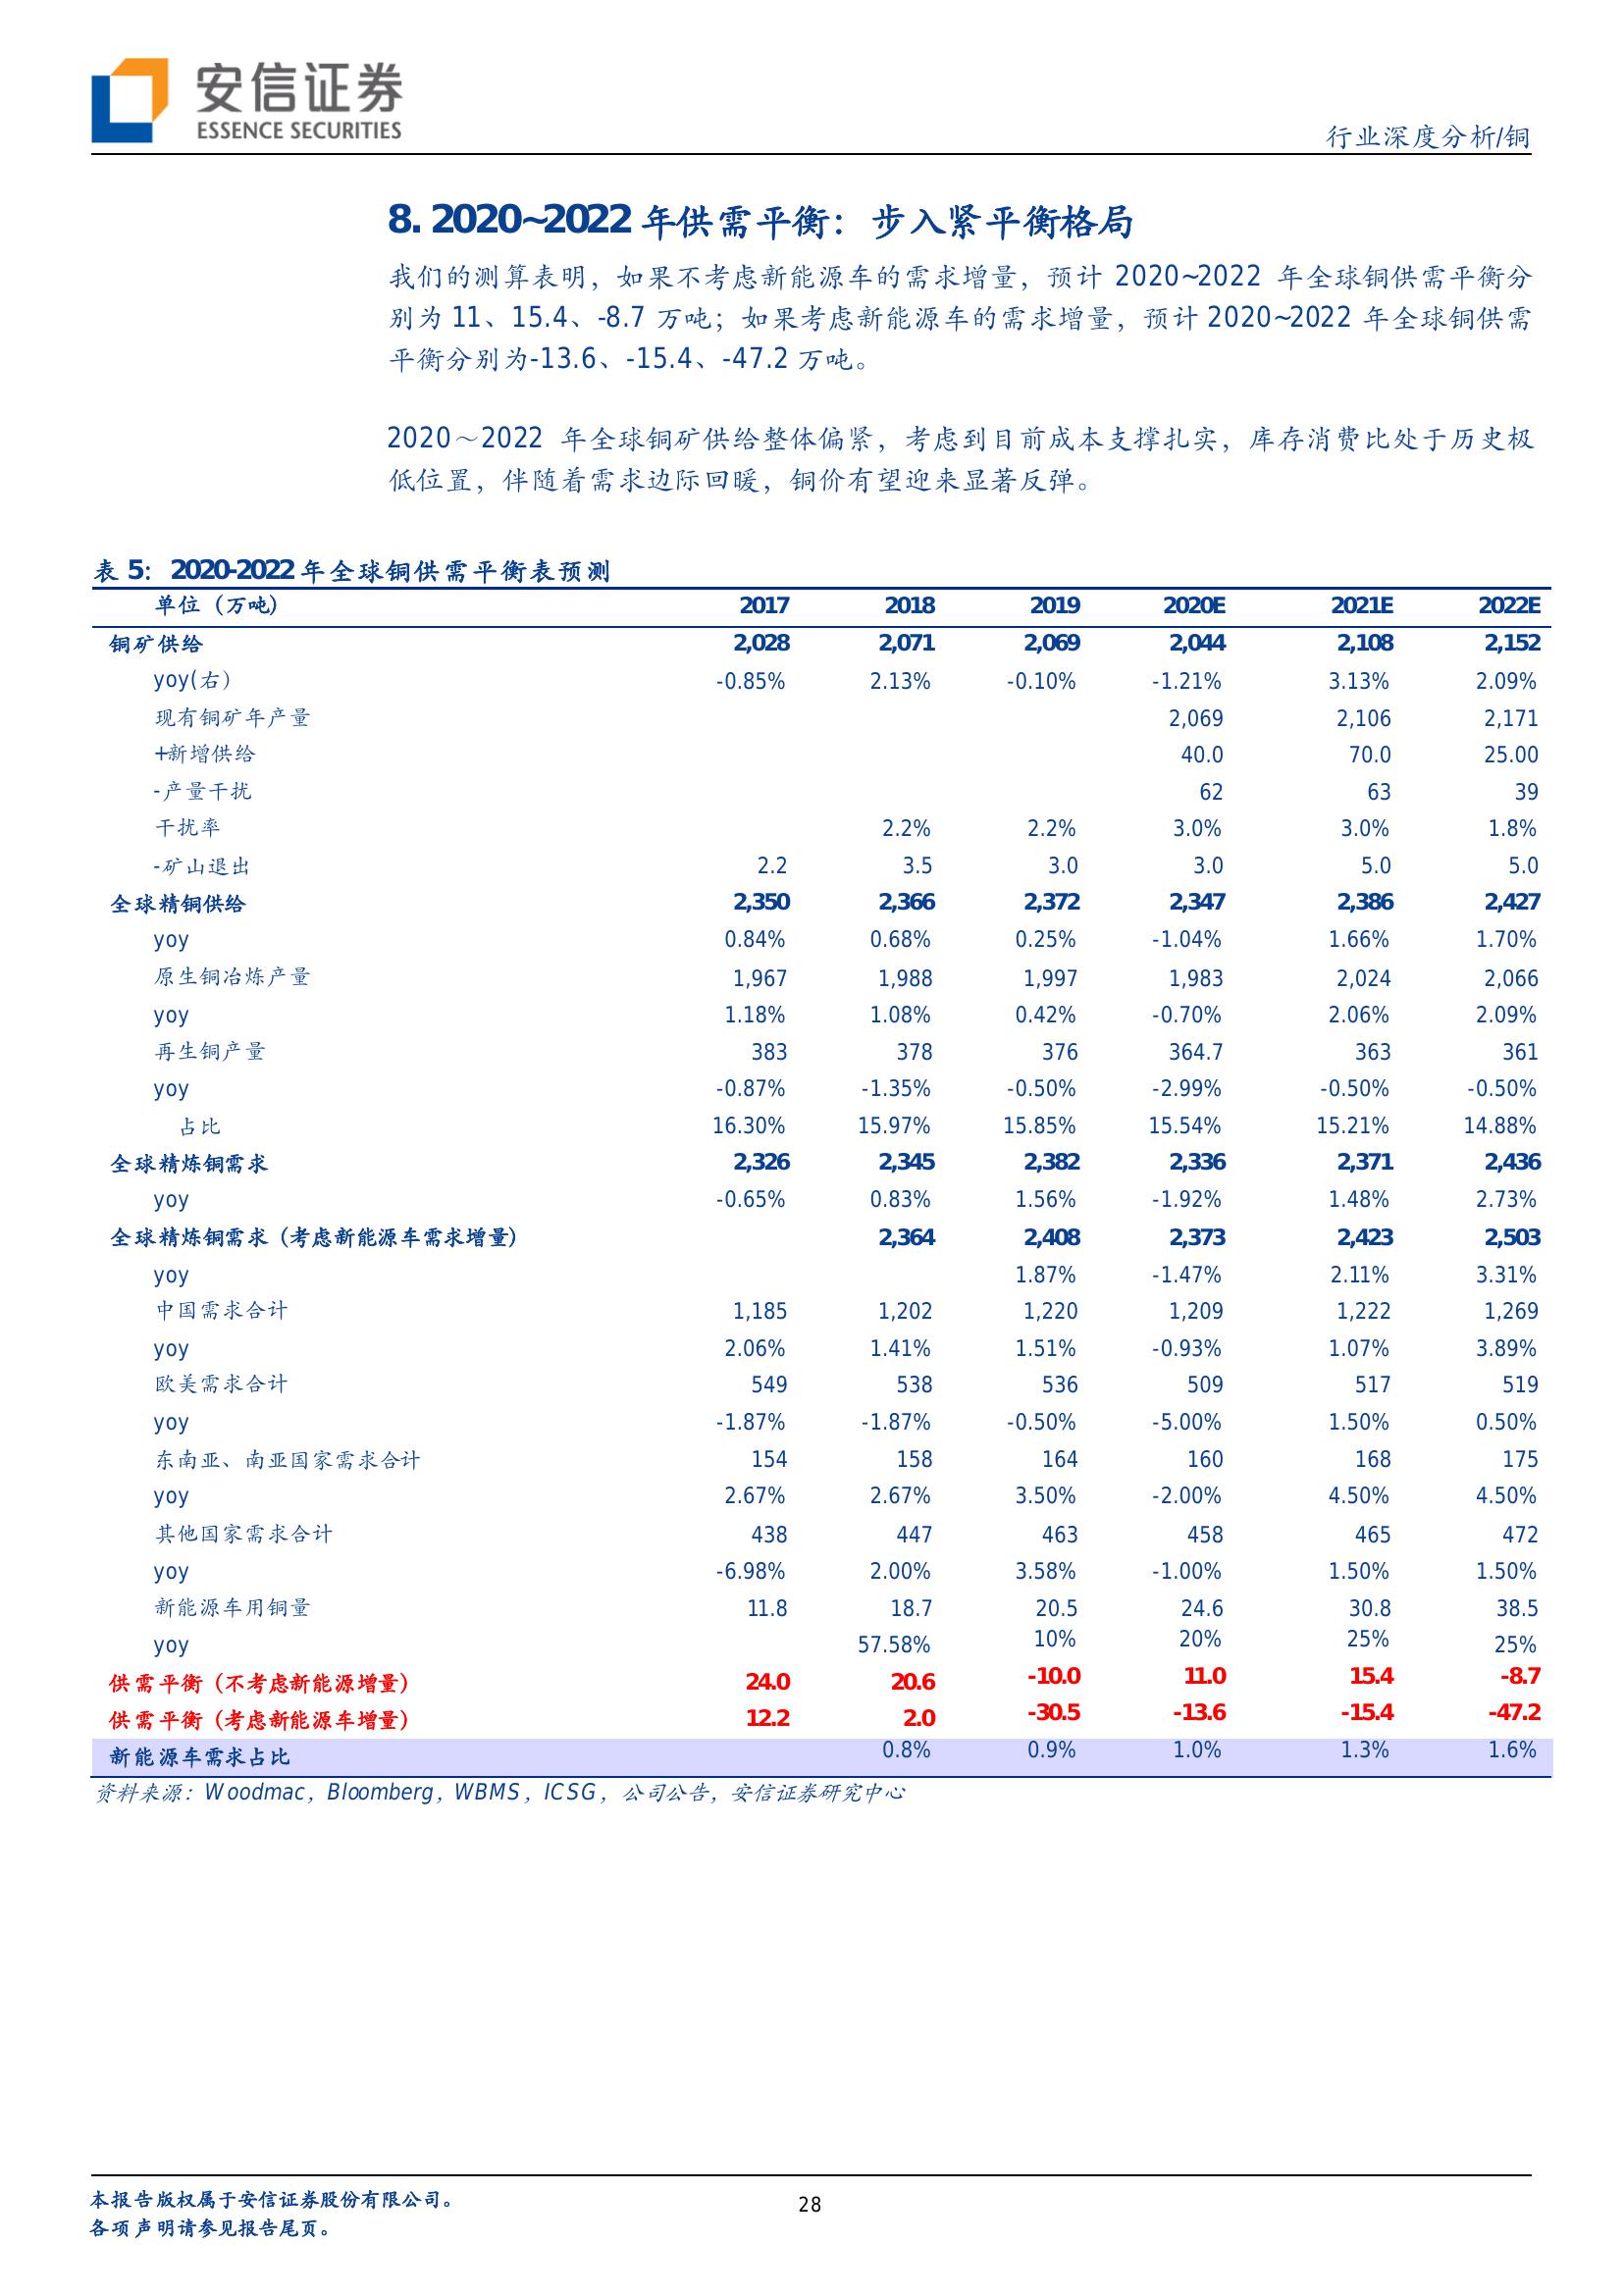 安信证券
ESSENCE SECURITIES
行业深度分析/铜
8. 2020~2022 年供需平衡：步入紧平衡格局
我们的测算表明，如果不考虑新能源车的需求增量，预计 2020~2022 年全球铜供需平衡分
别为 11、15.4、-8.7 万吨；如果考虑新能源车的需求增量，预计 2020~2022 年全球铜供需
平衡分别为-13.6、-15.4、-47.2 万吨。
2020～2022 年全球铜矿供给整体偏紧，考虑到目前成本支撑扎实，库存消费比处于历史极
低位置，伴随着需求边际回暖，铜价有望迎来显著反弹。
表 5：2020-2022 年全球铜供需平衡表预测
单位（万吨） 2017 2018 2019 2020E 2021E 2022E
铜矿供给 2,028 2,071 2,069 2,044 2,108 2,152
yoy(右） -0.85% 2.13% -0.10% -1.21% 3.13% 2.09%
现有铜矿年产量 2,069 2,106 2,171
+新增供给 40.0 70.0 25.00
-产量干扰 62 63 39
干扰率 2.2% 2.2% 3.0% 3.0% 1.8%
-矿山退出 2.2 3.5 3.0 3.0 5.0 5.0
全球精铜供给 2,350 2,366 2,372 2,347 2,386 2,427
yoy 0.84% 0.68% 0.25% -1.04% 1.66% 1.70%
原生铜冶炼产量 1,967 1,988 1,997 1,983 2,024 2,066
yoy 1.18% 1.08% 0.42% -0.70% 2.06% 2.09%
再生铜产量 383 378 376 364.7 363 361
yoy -0.87% -1.35% -0.50% -2.99% -0.50% -0.50%
占比 16.30% 15.97% 15.85% 15.54% 15.21% 14.88%
全球精炼铜需求 2,326 2,345 2,382 2,336 2,371 2,436
yoy -0.65% 0.83% 1.56% -1.92% 1.48% 2.73%
全球精炼铜需求（考虑新能源车需求增量） 2,364 2,408 2,373 2,423 2,503
yoy 1.87% -1.47% 2.11% 3.31%
中国需求合计 1,185 1,202 1,220 1,209 1,222 1,269
yoy 2.06% 1.41% 1.51% -0.93% 1.07% 3.89%
欧美需求合计 549 538 536 509 517 519
yoy -1.87% -1.87% -0.50% -5.00% 1.50% 0.50%
东南亚、南亚国家需求合计 154 158 164 160 168 175
yoy 2.67% 2.67% 3.50% -2.00% 4.50% 4.50%
其他国家需求合计 438 447 463 458 465 472
yoy -6.98% 2.00% 3.58% -1.00% 1.50% 1.50%
新能源车用铜量 11.8 18.7 20.5 24.6 30.8 38.5
yoy 57.58% 10% 20% 25% 25%
供需平衡（不考虑新能源增量） 24.0 20.6 -10.0 11.0 15.4 -8.7
供需平衡（考虑新能源车增量） 12.2 2.0 -30.5 -13.6 -15.4 -47.2
新能源车需求占比 0.8% 0.9% 1.0% 1.3% 1.6%
资料来源：Woodmac，Bloomberg，WBMS，ICSG，公司公告，安信证券研究中心
本报告版权属于安信证券股份有限公司。
28
各项声明请参见报告尾页。